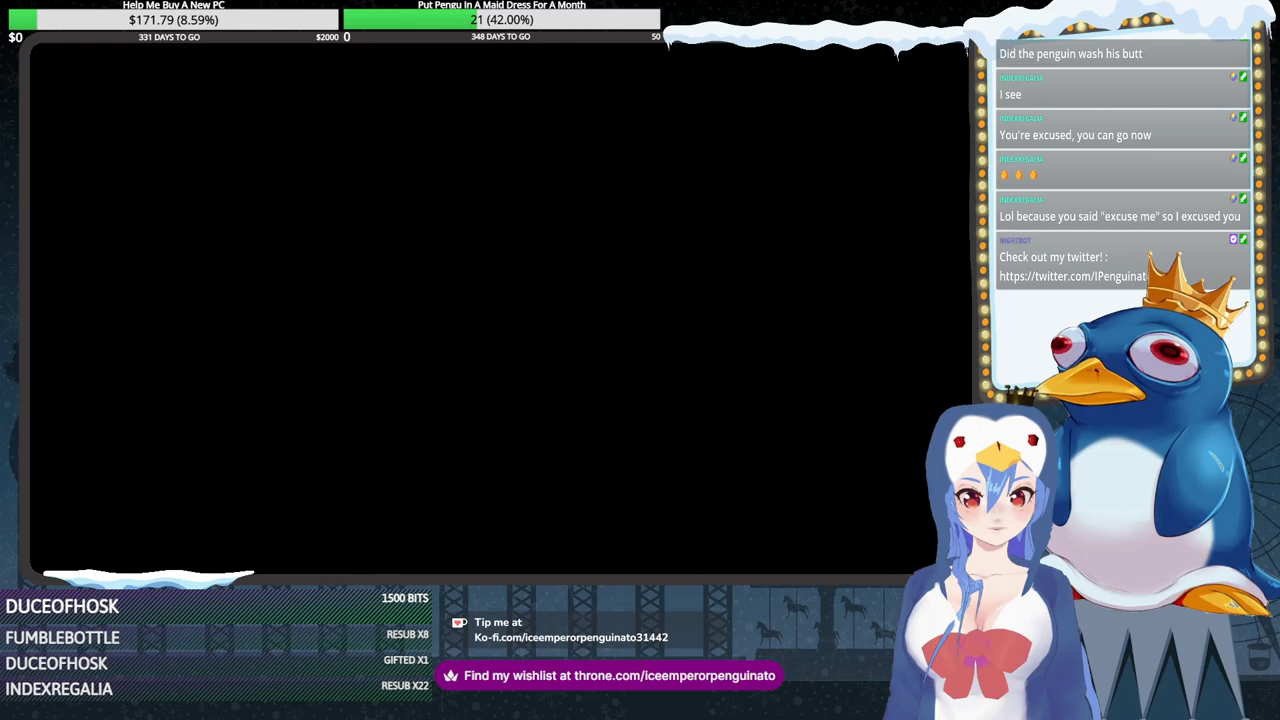 Help Me Buy A New PC
$171.79 (8.59%)
$0
331 DAYS TO GO
$2000
Put Pengu In A Maid Dress For A Month
21 (42.00%)
0
348 DAYS TO GO
50
Did the penguin wash his butt
INDEXREGALIA
I see
INDEXREGALIA
You're excused, you can go now
INDEXREGALIA
INDEXREGALIA
Lol because you said "excuse me" so I excused you
NIGHTBOT
Check out my twitter! :
https://twitter.com/IPenguinat
DUCEOFHOSK
1500 BITS
FUMBLEBOTTLE
RESUB X8
DUCEOFHOSK
GIFTED X1
INDEXREGALIA
RESUB X22
Tip me at
Ko-fi.com/iceemperorpenguinato31442
Find my wishlist at throne.com/iceemperorpenguinato